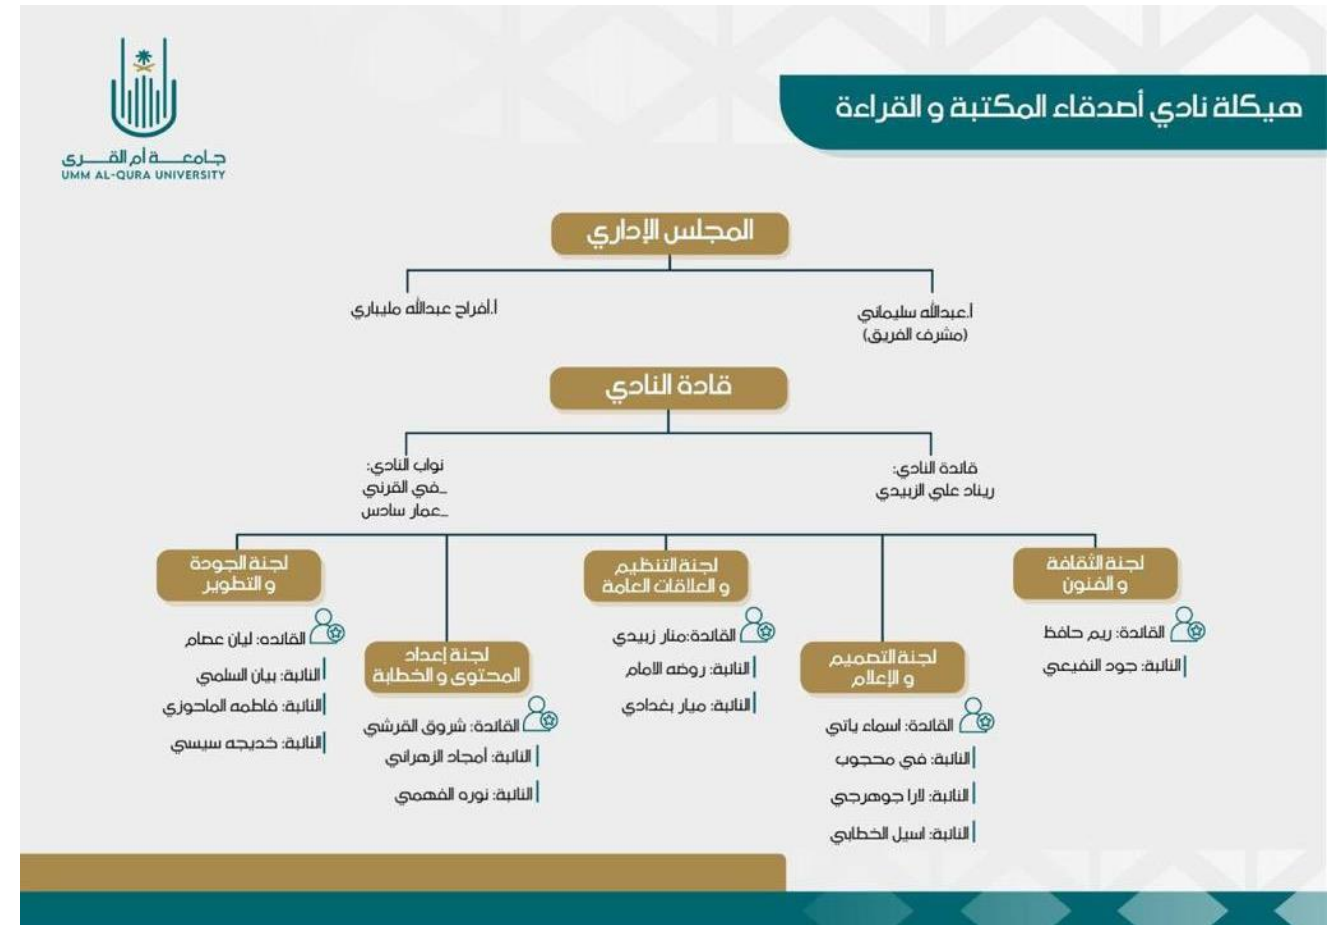 هيكلة نادي أصدقاء المكتبة و القراءة
جامعة أم القرى
UMM AL-QURA UNIVERSITY
المجلس الإداري
أ.عبدالله سليماني
(مشرف الفريق)
أ.أفراح عبدالله مليباري
قادة النادي
قائدة النادي:
ريناد علي الزبيدي
نواب النادي:
_في القرني
_عمار سادس
لجنة الثقافة
و الفنون
القائدة: ريم حافظ
النائبة: جود النفيعي
لجنة التصميم
و الإعلام
القائدة: اسماء ياتي
النائبة: في محجوب
النائبة: لارا جوهرجي
النائبة: اسيل الخطابي
لجنة التنظيم
و العلاقات العامة
القائدة:منار زبيدي
النائبة: روضه الامام
النائبة: ميار بغدادي
لجنة إعداد
المحتوى و الخطابة
القائدة: شروق القرشي
النائبة: أمجاد الزهراني
النائبة: نوره الفهمي
لجنة الجودة
و التطوير
القائده: ليان عصام
النائبة: بيان السلمي
النائبة: فاطمه الماحوزي
النائبة: خديجه سيسي